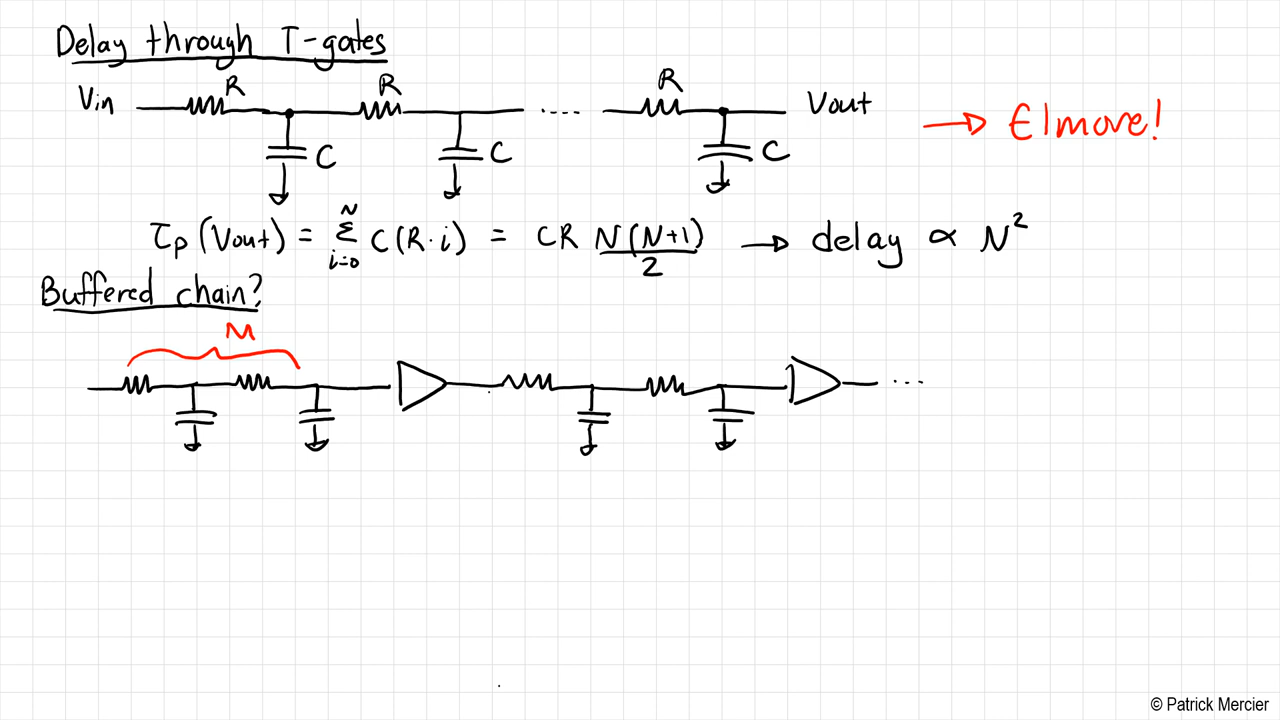 Delay through T-gates
Vin R R ..... R Vout
C C C
→ Elmore!
τp (Vout) = Σ i=0 N C(R·i) = CR N(N+1)/2 → delay ∝ N²
Buffered chain?
M
...
© Patrick Mercier